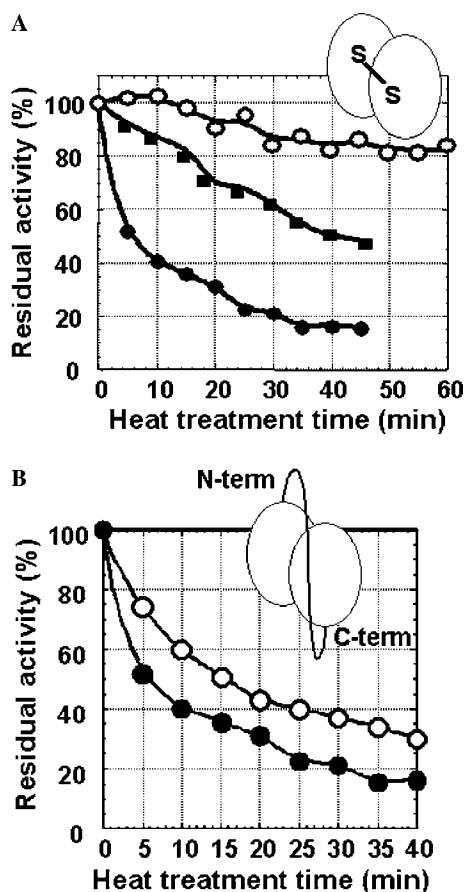 A
S
S
Residual activity (%)
100
80
60
40
20
0
0 10 20 30 40 50 60
Heat treatment time (min)
B
N-term
C-term
Residual activity (%)
100
80
60
40
20
0
0 5 10 15 20 25 30 35 40
Heat treatment time (min)